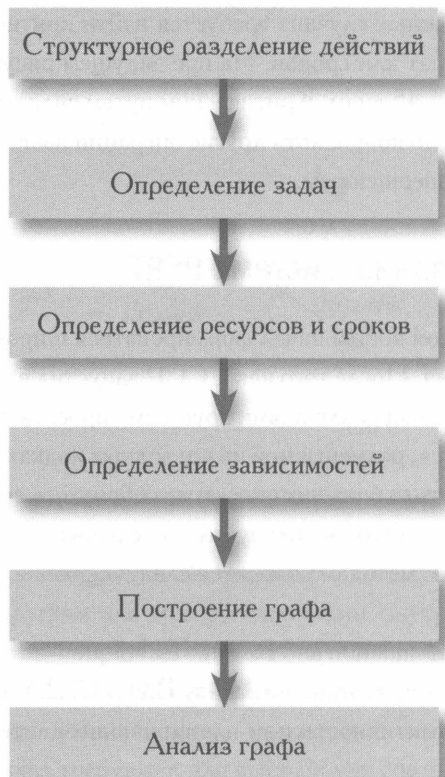 Структурное разделение действий
Определение задач
Определение ресурсов и сроков
Определение зависимостей
Построение графа
Анализ графа